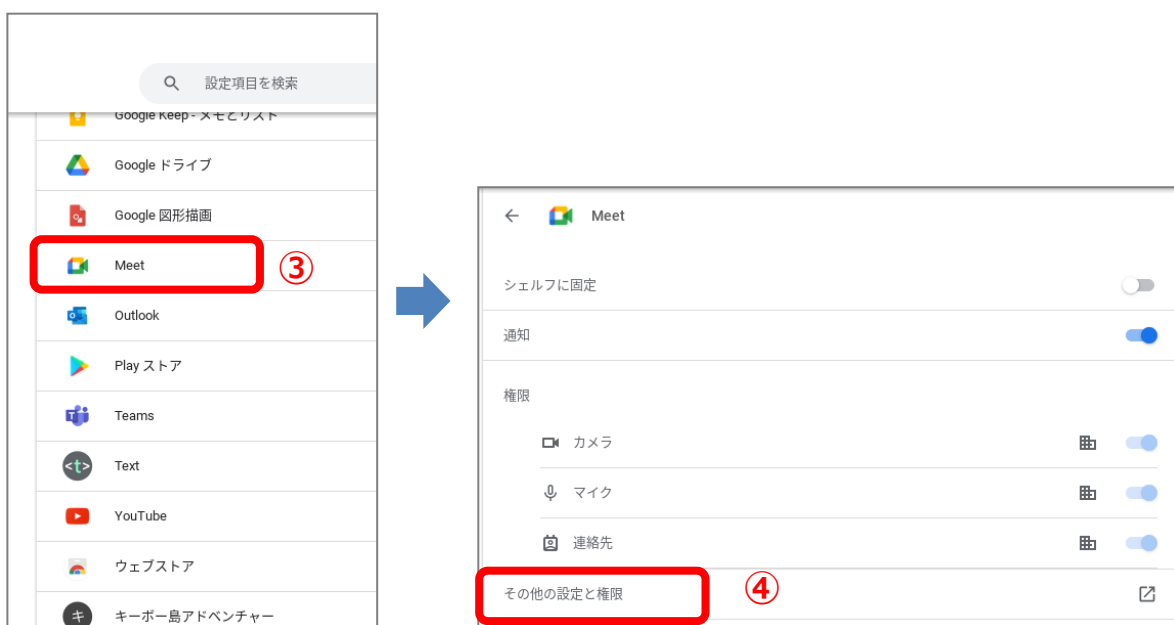 設定項目を検索
Google Keep - メモとリスト
Google ドライブ
Google 図形描画
Meet
③
Outlook
Play ストア
Teams
<t>
Text
YouTube
ウェブストア
キ
キーボー島アドベンチャー
Meet
シェルフに固定
通知
権限
カメラ
マイク
連絡先
その他の設定と権限
④